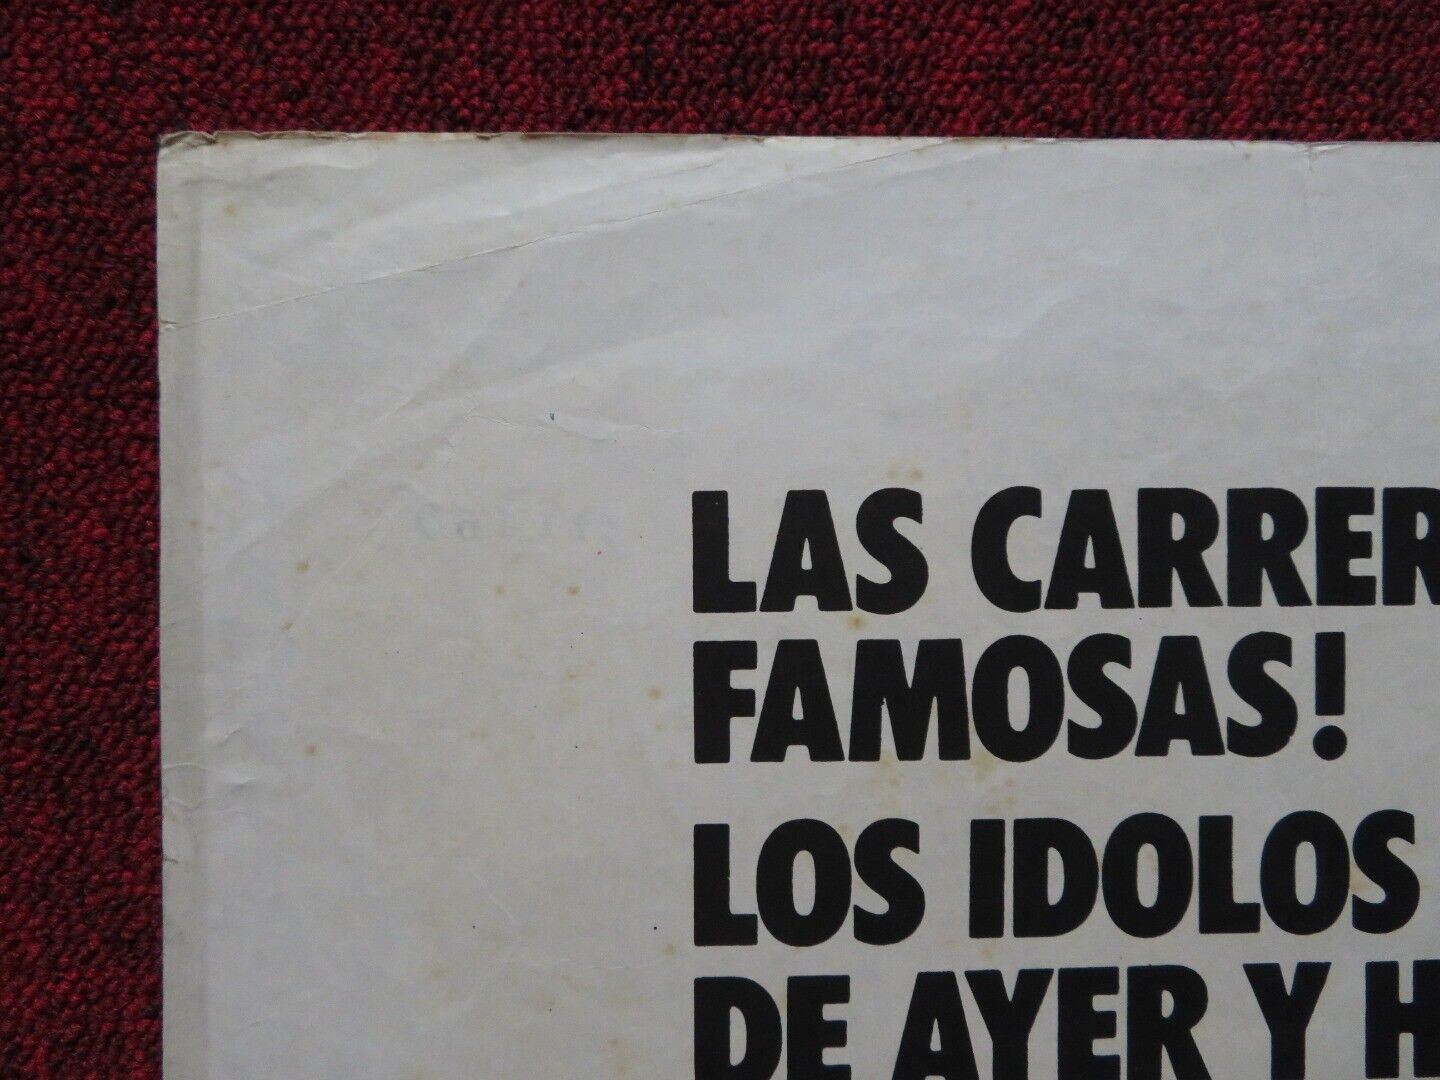 LAS CARRER
FAMOSAS!
LOS IDOLOS
DE AYER Y H